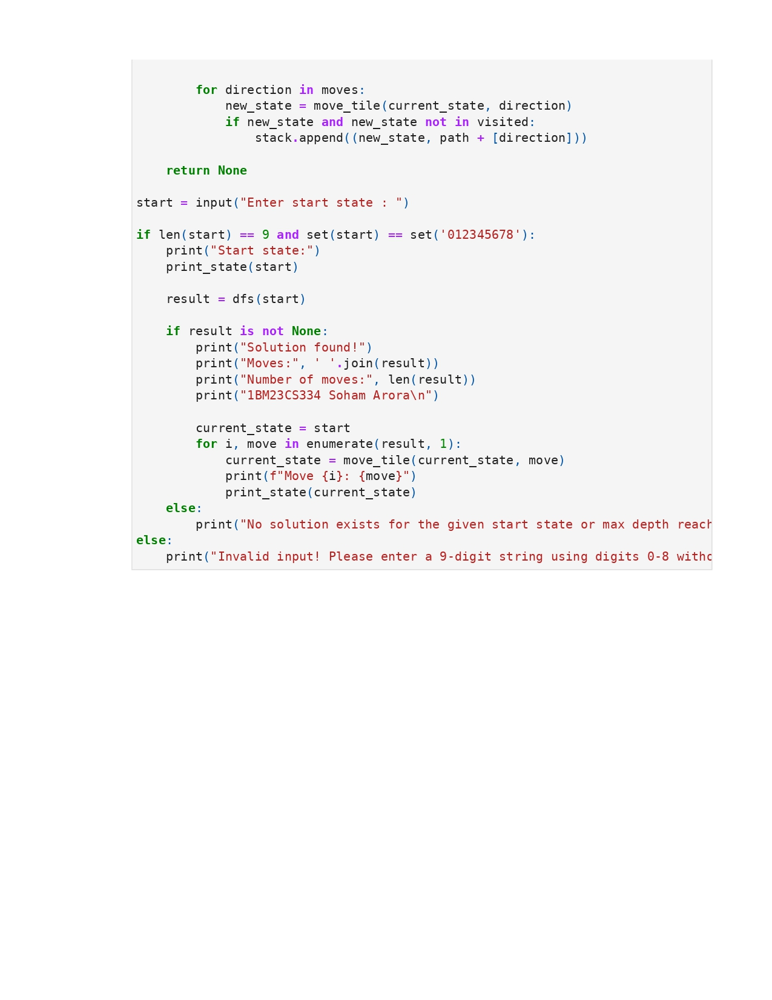 for direction in moves:
            new_state = move_tile(current_state, direction)
            if new_state and new_state not in visited:
                stack.append((new_state, path + [direction]))

    return None

start = input("Enter start state : ")

if len(start) == 9 and set(start) == set('012345678'):
    print("Start state:")
    print_state(start)

    result = dfs(start)

    if result is not None:
        print("Solution found!")
        print("Moves:", ' '.join(result))
        print("Number of moves:", len(result))
        print("1BM23CS334 Soham Arora\n")

        current_state = start
        for i, move in enumerate(result, 1):
            current_state = move_tile(current_state, move)
            print(f"Move {i}: {move}")
            print_state(current_state)
    else:
        print("No solution exists for the given start state or max depth reach
else:
    print("Invalid input! Please enter a 9-digit string using digits 0-8 witho